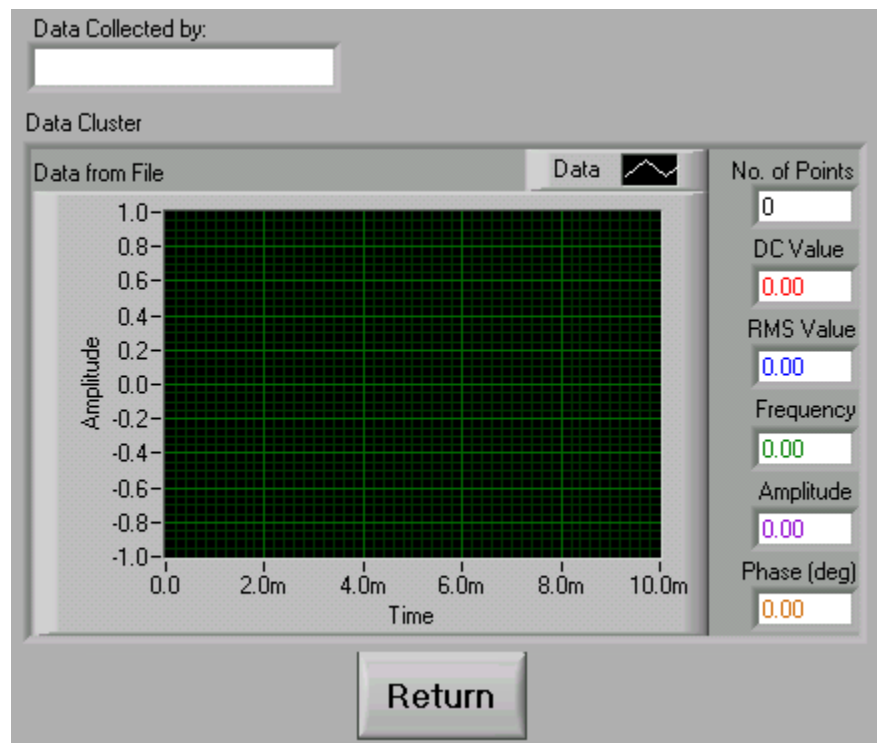 Data Collected by:
Data Cluster
Data from File
Data
1.0
0.8
0.6
0.4
0.2
0.0
-0.2
-0.4
-0.6
-0.8
-1.0
Amplitude
0.0 2.0m 4.0m 6.0m 8.0m 10.0m
Time
No. of Points
0
DC Value
0.00
RMS Value
0.00
Frequency
0.00
Amplitude
0.00
Phase (deg)
0.00
Return